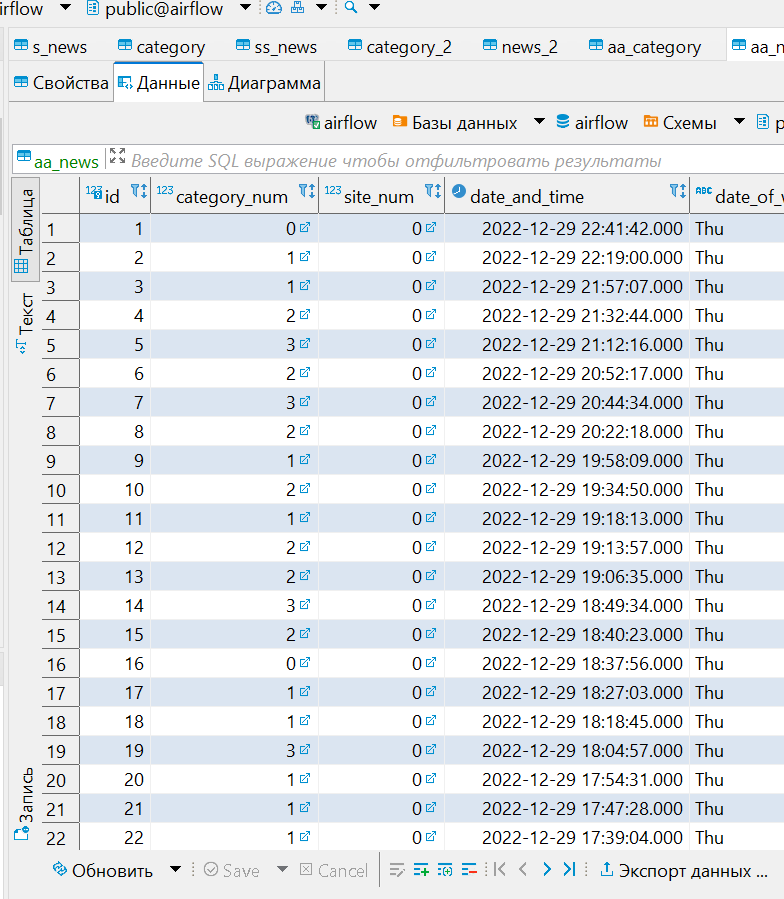 irflow public@airflow
s_news category ss_news category_2 news_2 aa_category aa_n
Свойства Данные Диаграмма
airflow Базы данных airflow Схемы p
aa_news Введите SQL выражение чтобы отфильтровать результаты
Таблица
Текст
Запись
123 id 123 category_num 123 site_num date_and_time ABC date_of_v
1 1 0 0 2022-12-29 22:41:42.000 Thu
2 2 1 0 2022-12-29 22:19:00.000 Thu
3 3 1 0 2022-12-29 21:57:07.000 Thu
4 4 2 0 2022-12-29 21:32:44.000 Thu
5 5 3 0 2022-12-29 21:12:16.000 Thu
6 6 2 0 2022-12-29 20:52:17.000 Thu
7 7 3 0 2022-12-29 20:44:34.000 Thu
8 8 2 0 2022-12-29 20:22:18.000 Thu
9 9 1 0 2022-12-29 19:58:09.000 Thu
10 10 2 0 2022-12-29 19:34:50.000 Thu
11 11 1 0 2022-12-29 19:18:13.000 Thu
12 12 2 0 2022-12-29 19:13:57.000 Thu
13 13 2 0 2022-12-29 19:06:35.000 Thu
14 14 3 0 2022-12-29 18:49:34.000 Thu
15 15 2 0 2022-12-29 18:40:23.000 Thu
16 16 0 0 2022-12-29 18:37:56.000 Thu
17 17 1 0 2022-12-29 18:27:03.000 Thu
18 18 1 0 2022-12-29 18:18:45.000 Thu
19 19 3 0 2022-12-29 18:04:57.000 Thu
20 20 1 0 2022-12-29 17:54:31.000 Thu
21 21 1 0 2022-12-29 17:47:28.000 Thu
22 22 1 0 2022-12-29 17:39:04.000 Thu
Обновить Save Cancel Экспорт данных ...